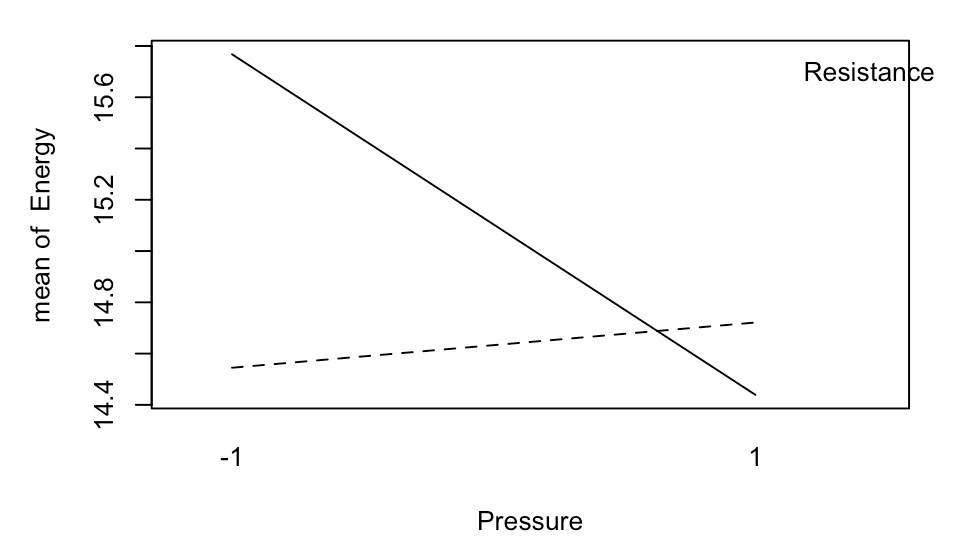 Resistance
mean of  Energy
15.6
15.2
14.8
14.4
-1 1
Pressure